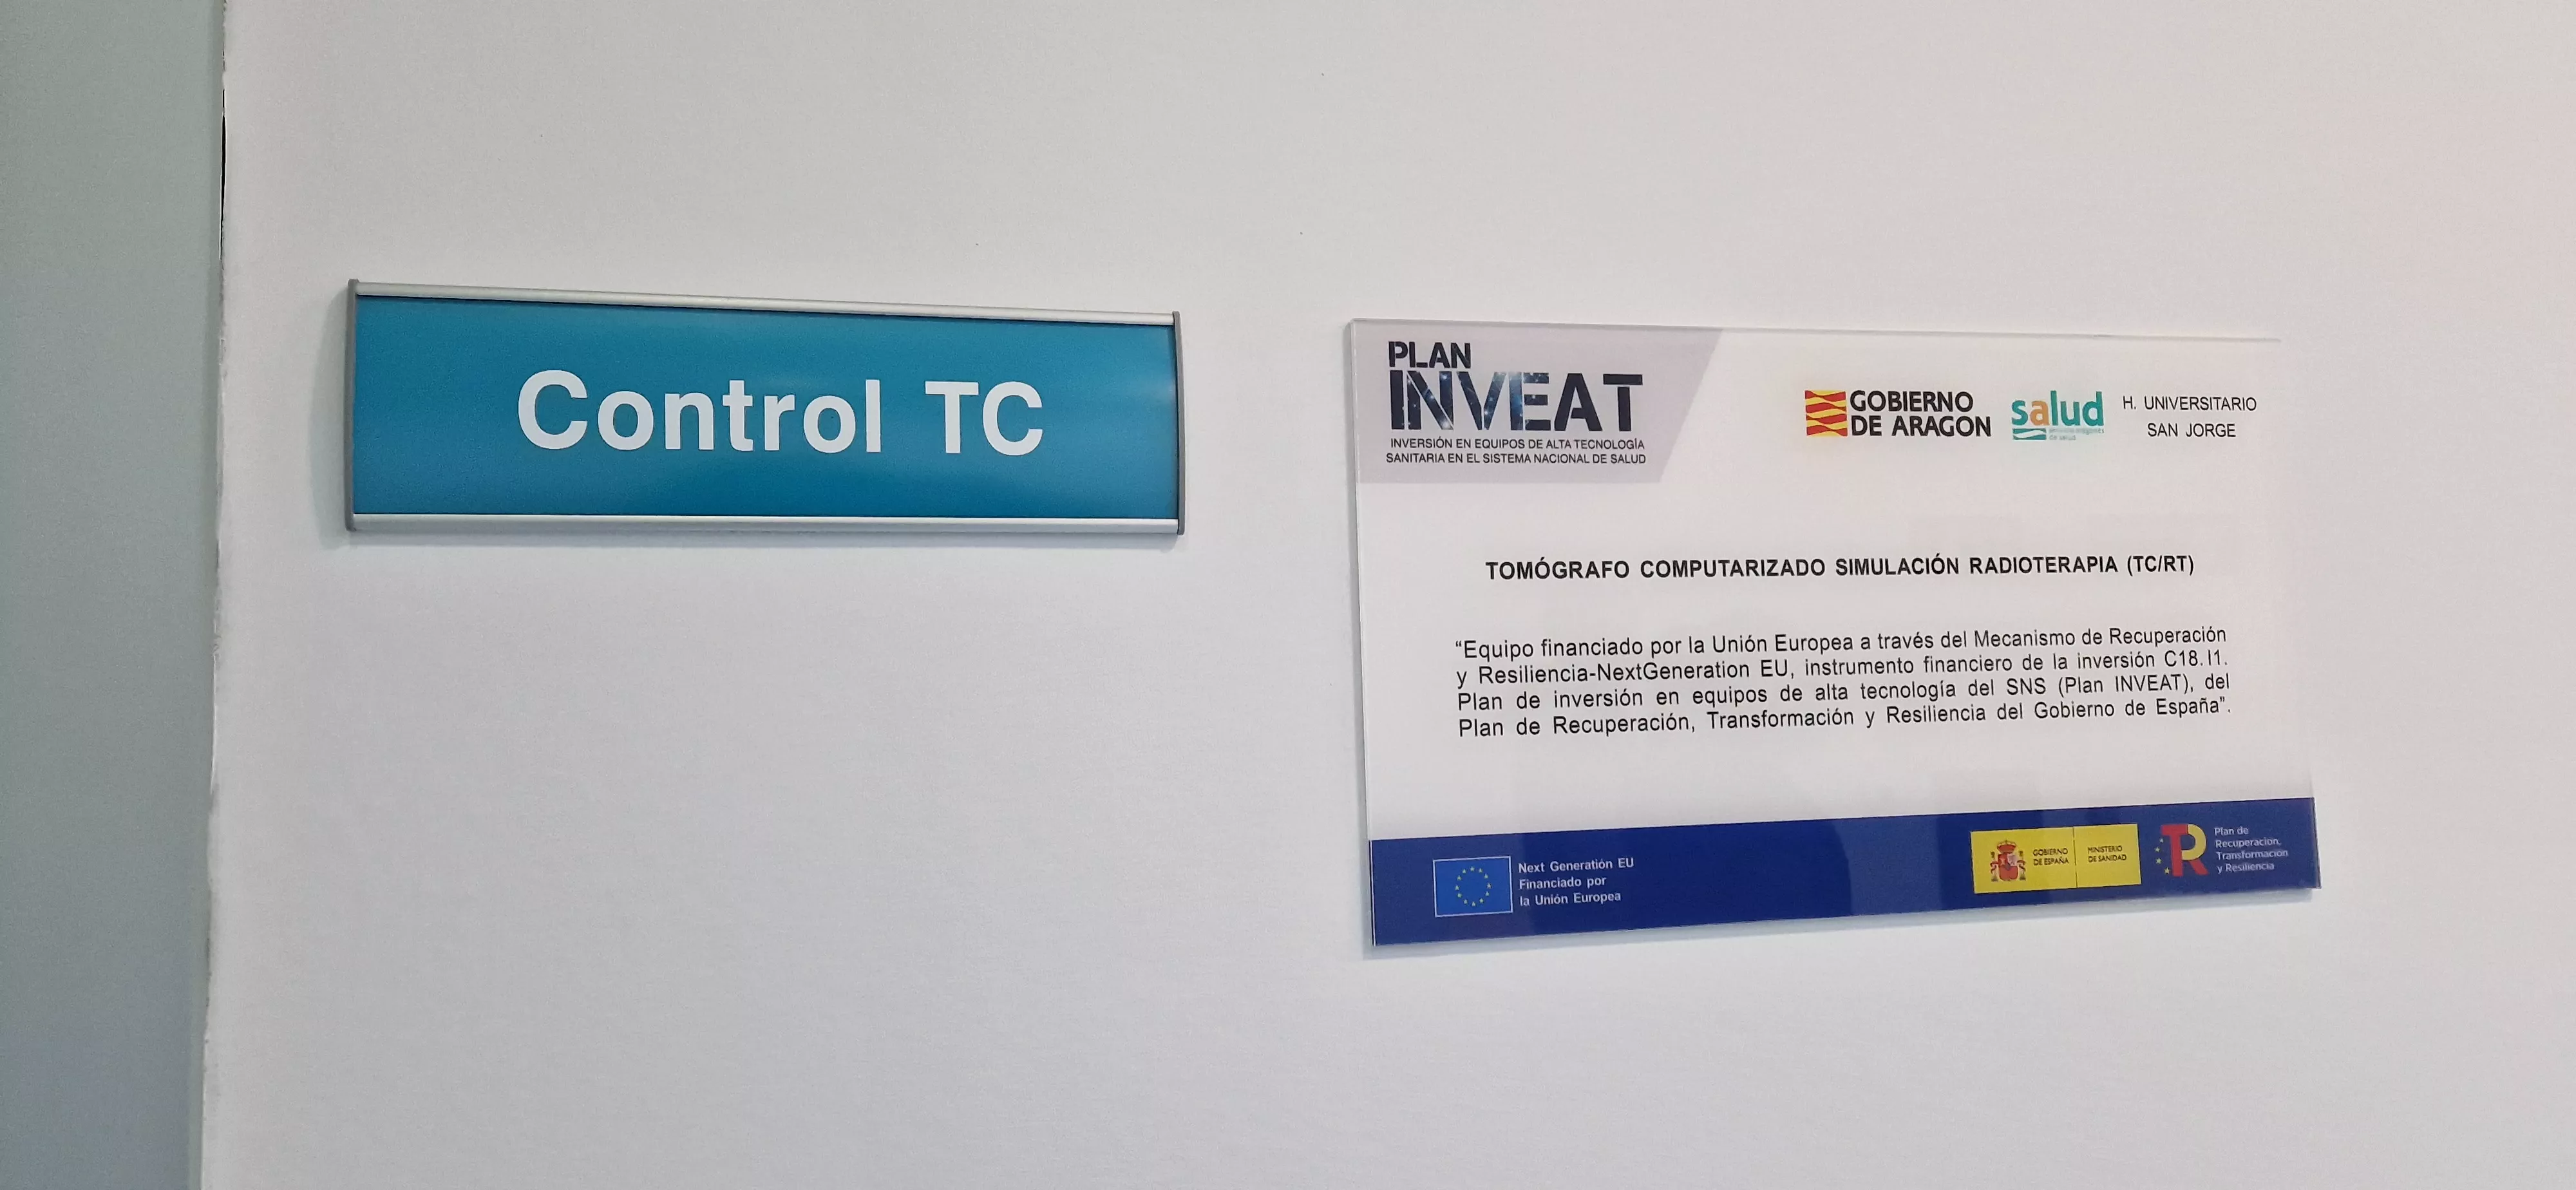 Control TC
PLAN
INVEAT
INVERSIÓN EN EQUIPOS DE ALTA TECNOLOGÍA
SANITARIA EN EL SISTEMA NACIONAL DE SALUD
GOBIERNO
DE ARAGON
salud
H. UNIVERSITARIO
SAN JORGE
TOMÓGRAFO COMPUTARIZADO SIMULACIÓN RADIOTERAPIA (TC/RT)
“Equipo financiado por la Unión Europea a través del Mecanismo de Recuperación
y Resiliencia-NextGeneration EU, instrumento financiero de la inversión C18.I1.
Plan de inversión en equipos de alta tecnología del SNS (Plan INVEAT), del
Plan de Recuperación, Transformación y Resiliencia del Gobierno de España”.
Next Generatión EU
Financiado por
la Unión Europea
GOBIERNO
DE ESPAÑA
MINISTERIO
DE SANIDAD
TR
Plan de
Recuperación,
Transformación
y Resiliencia